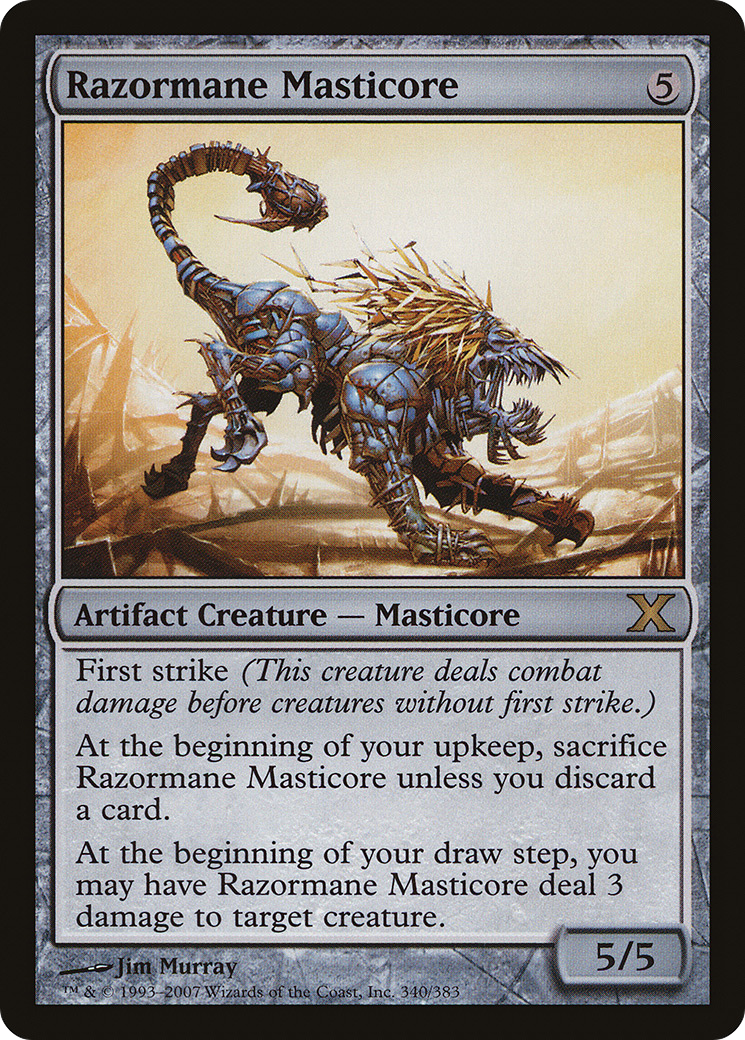 Razormane Masticore 5
Artifact Creature — Masticore
First strike (This creature deals combat
damage before creatures without first strike.)
At the beginning of your upkeep, sacrifice
Razormane Masticore unless you discard
a card.
At the beginning of your draw step, you
may have Razormane Masticore deal 3
damage to target creature.
5/5
Jim Murray
™ & © 1993–2007 Wizards of the Coast, Inc. 340/383